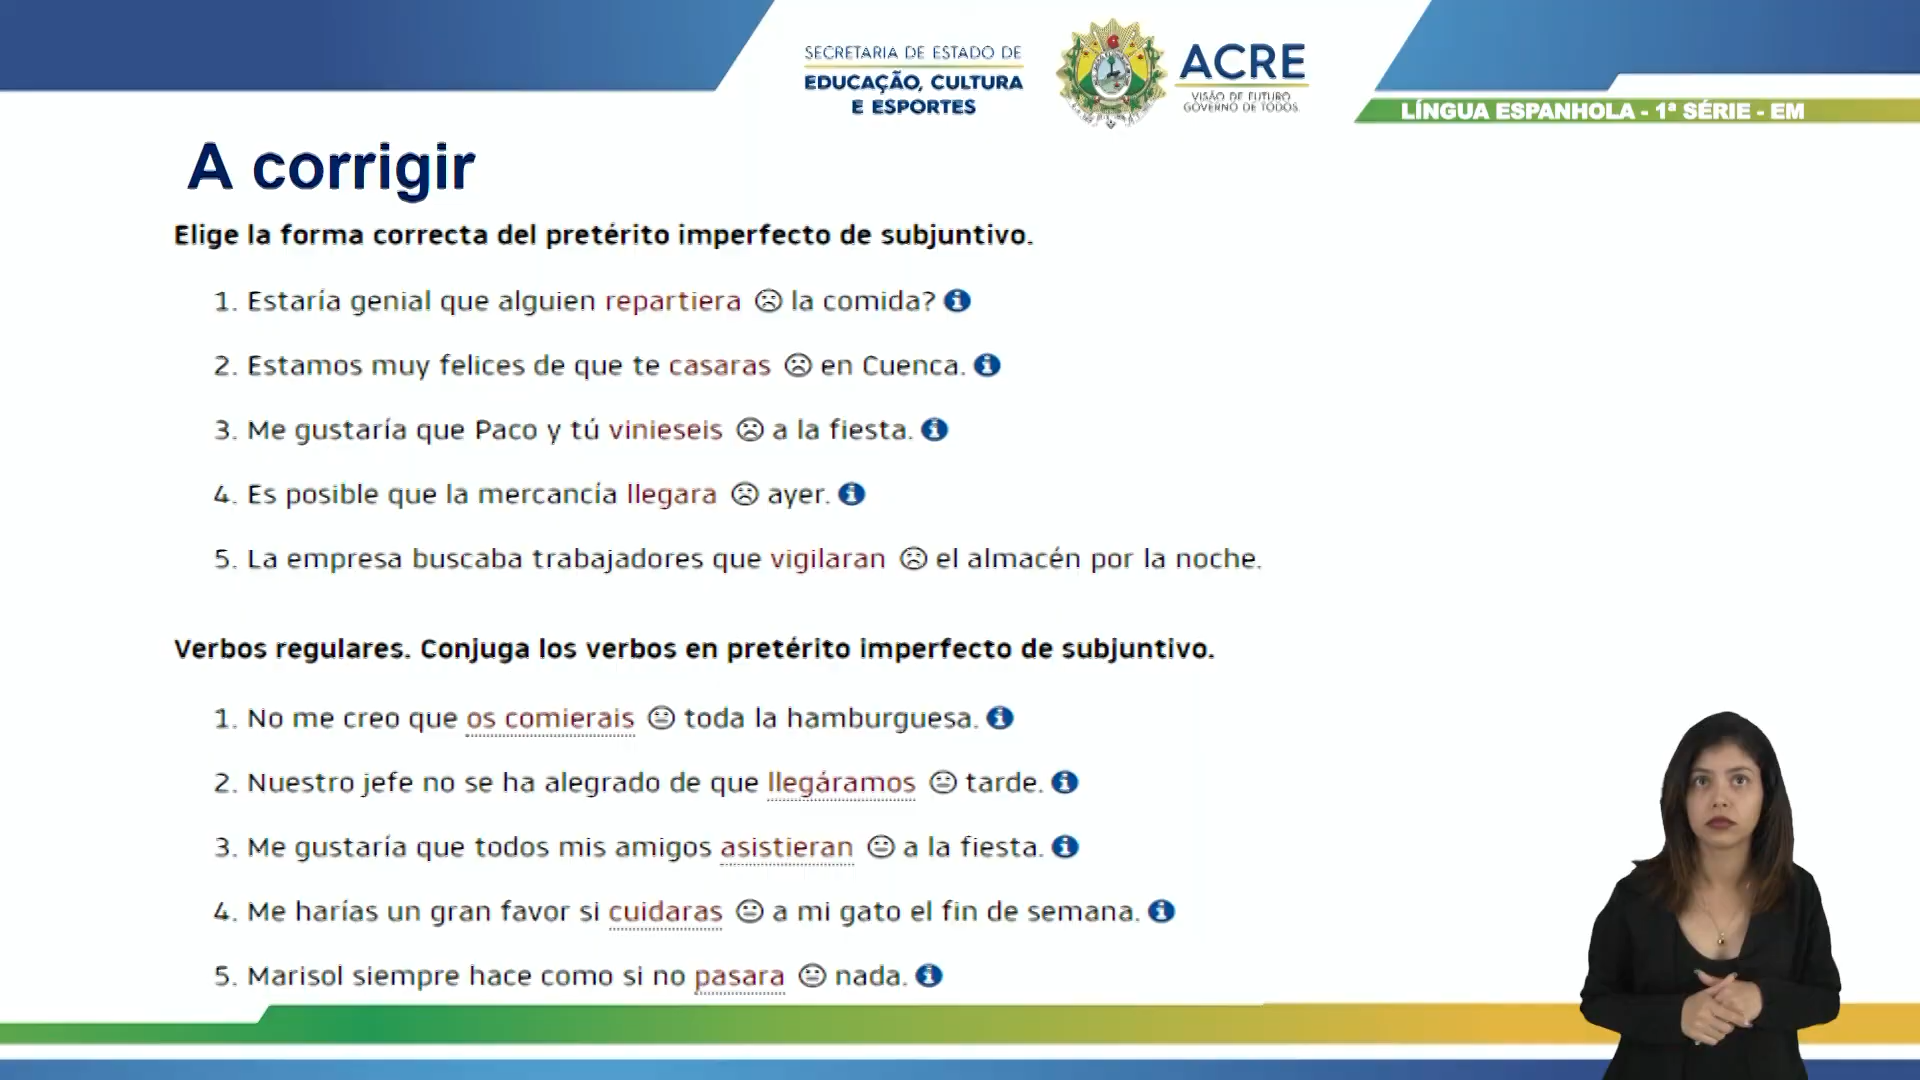 SECRETARIA DE ESTADO DE
EDUCAÇÃO, CULTURA
E ESPORTES
ACRE
VISÃO DE FUTURO
GOVERNO DE TODOS
LÍNGUA ESPANHOLA - 1ª SÉRIE - EM
A corrigir
Elige la forma correcta del pretérito imperfecto de subjuntivo.
1. Estaría genial que alguien repartiera ☹ la comida? ℹ
2. Estamos muy felices de que te casaras ☹ en Cuenca. ℹ
3. Me gustaría que Paco y tú vinieseis ☹ a la fiesta. ℹ
4. Es posible que la mercancía llegara ☹ ayer. ℹ
5. La empresa buscaba trabajadores que vigilaran ☹ el almacén por la noche.
Verbos regulares. Conjuga los verbos en pretérito imperfecto de subjuntivo.
1. No me creo que os comierais 😐 toda la hamburguesa. ℹ
2. Nuestro jefe no se ha alegrado de que llegáramos 😐 tarde. ℹ
3. Me gustaría que todos mis amigos asistieran 😐 a la fiesta. ℹ
4. Me harías un gran favor si cuidaras 😐 a mi gato el fin de semana. ℹ
5. Marisol siempre hace como si no pasara 😐 nada. ℹ